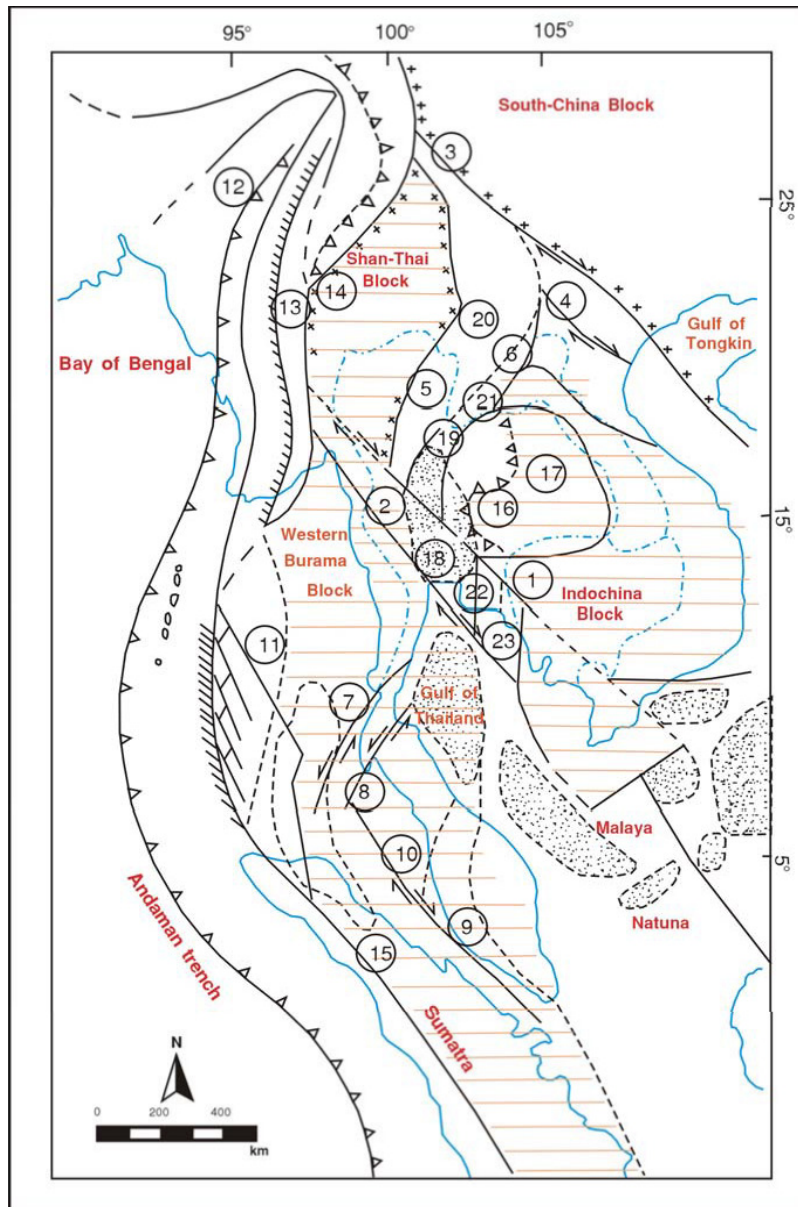 95° 100° 105°
South-China Block
3
12
25°
Shan-Thai
Block
14
13
4
20
Gulf of
Tongkin
6
Bay of Bengal
5
21
19
17
2
16
15°
Western
Burama
Block
18
1
22
Indochina
Block
23
11
7
Gulf of
Thailand
8
Malaya
10
5°
Andaman trench
9
Natuna
15
Sumatra
N
0 200 400
km